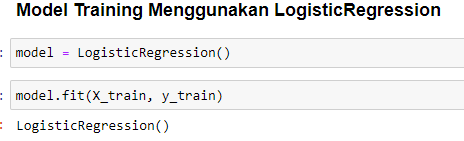 Model Training Menggunakan LogisticRegression
: model = LogisticRegression()
: model.fit(X_train, y_train)
: LogisticRegression()